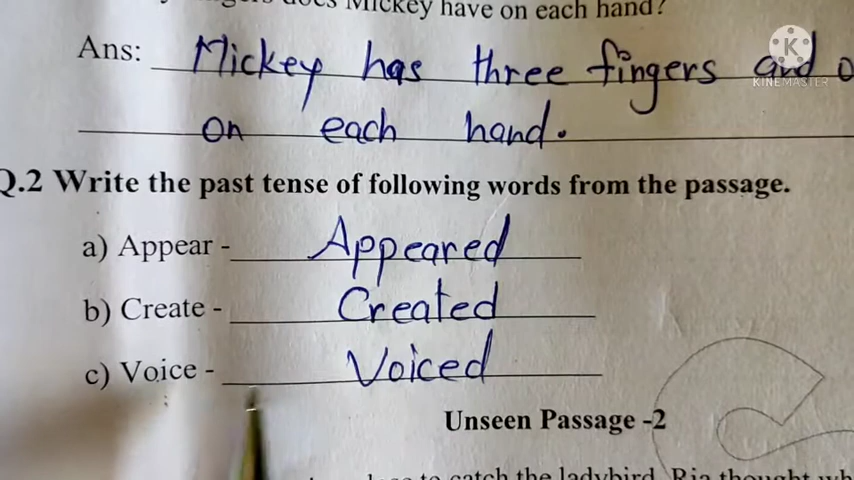 does Mickey have on each hand?
Ans: Mickey has three fingers and
K
KINEMASTER
on each hand.
Q.2 Write the past tense of following words from the passage.
a) Appear - Appeared
b) Create - Created
c) Voice - Voiced
Unseen Passage -2
to catch the ladybird. Ria thought